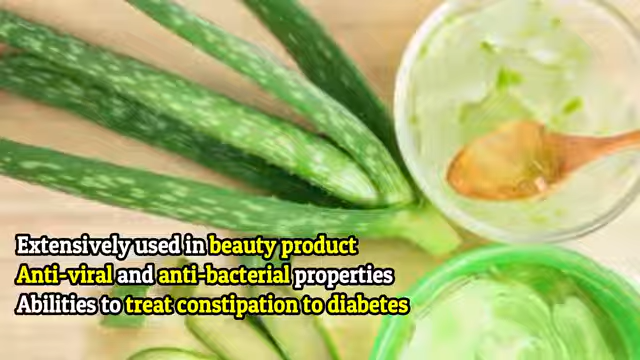 Extensively used in beauty product
Anti-viral and anti-bacterial properties
Abilities to treat constipation to diabetes